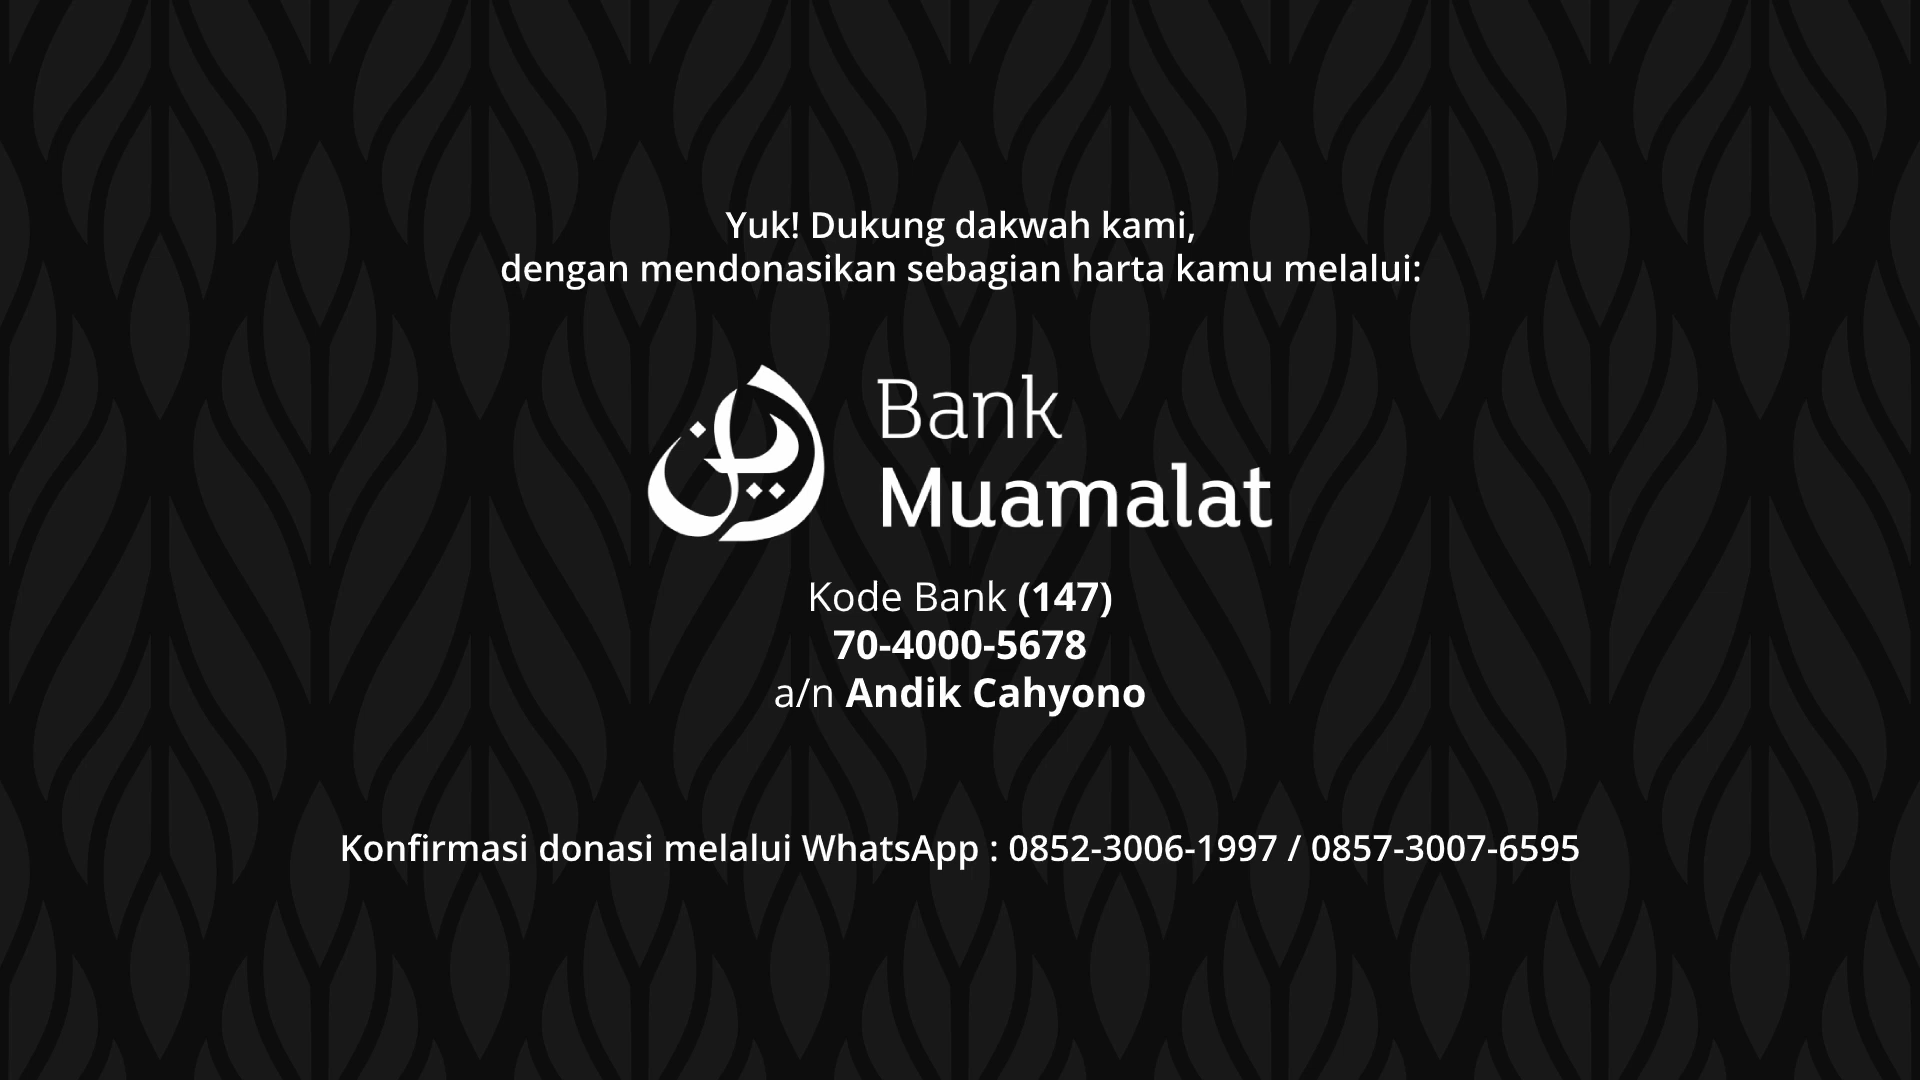 Yuk! Dukung dakwah kami,
dengan mendonasikan sebagian harta kamu melalui:
Bank
Muamalat
Kode Bank (147)
70-4000-5678
a/n Andik Cahyono
Konfirmasi donasi melalui WhatsApp : 0852-3006-1997 / 0857-3007-6595